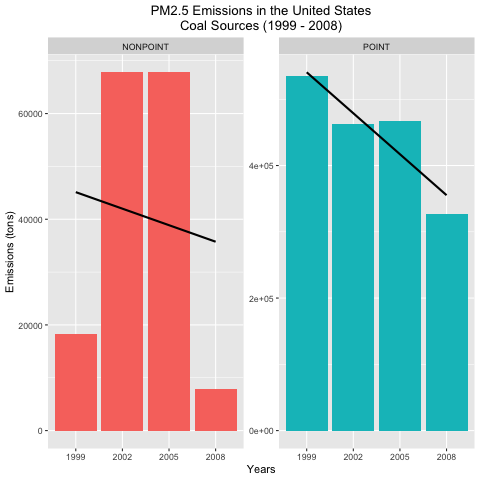 PM2.5 Emissions in the United States
Coal Sources (1999 - 2008)
NONPOINT
POINT
Emissions (tons)
60000
40000
20000
0
4e+05
2e+05
0e+00
1999 2002 2005 2008
1999 2002 2005 2008
Years